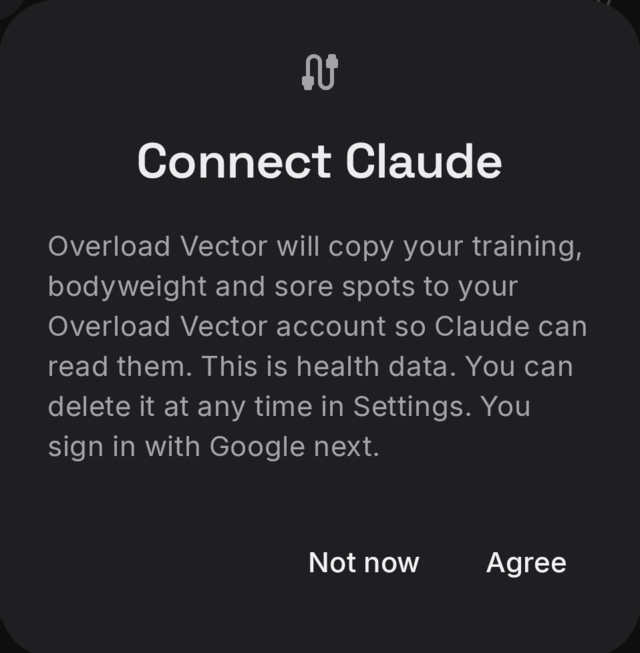 Connect Claude
Overload Vector will copy your training,
bodyweight and sore spots to your
Overload Vector account so Claude can
read them. This is health data. You can
delete it at any time in Settings. You
sign in with Google next.
Not now Agree